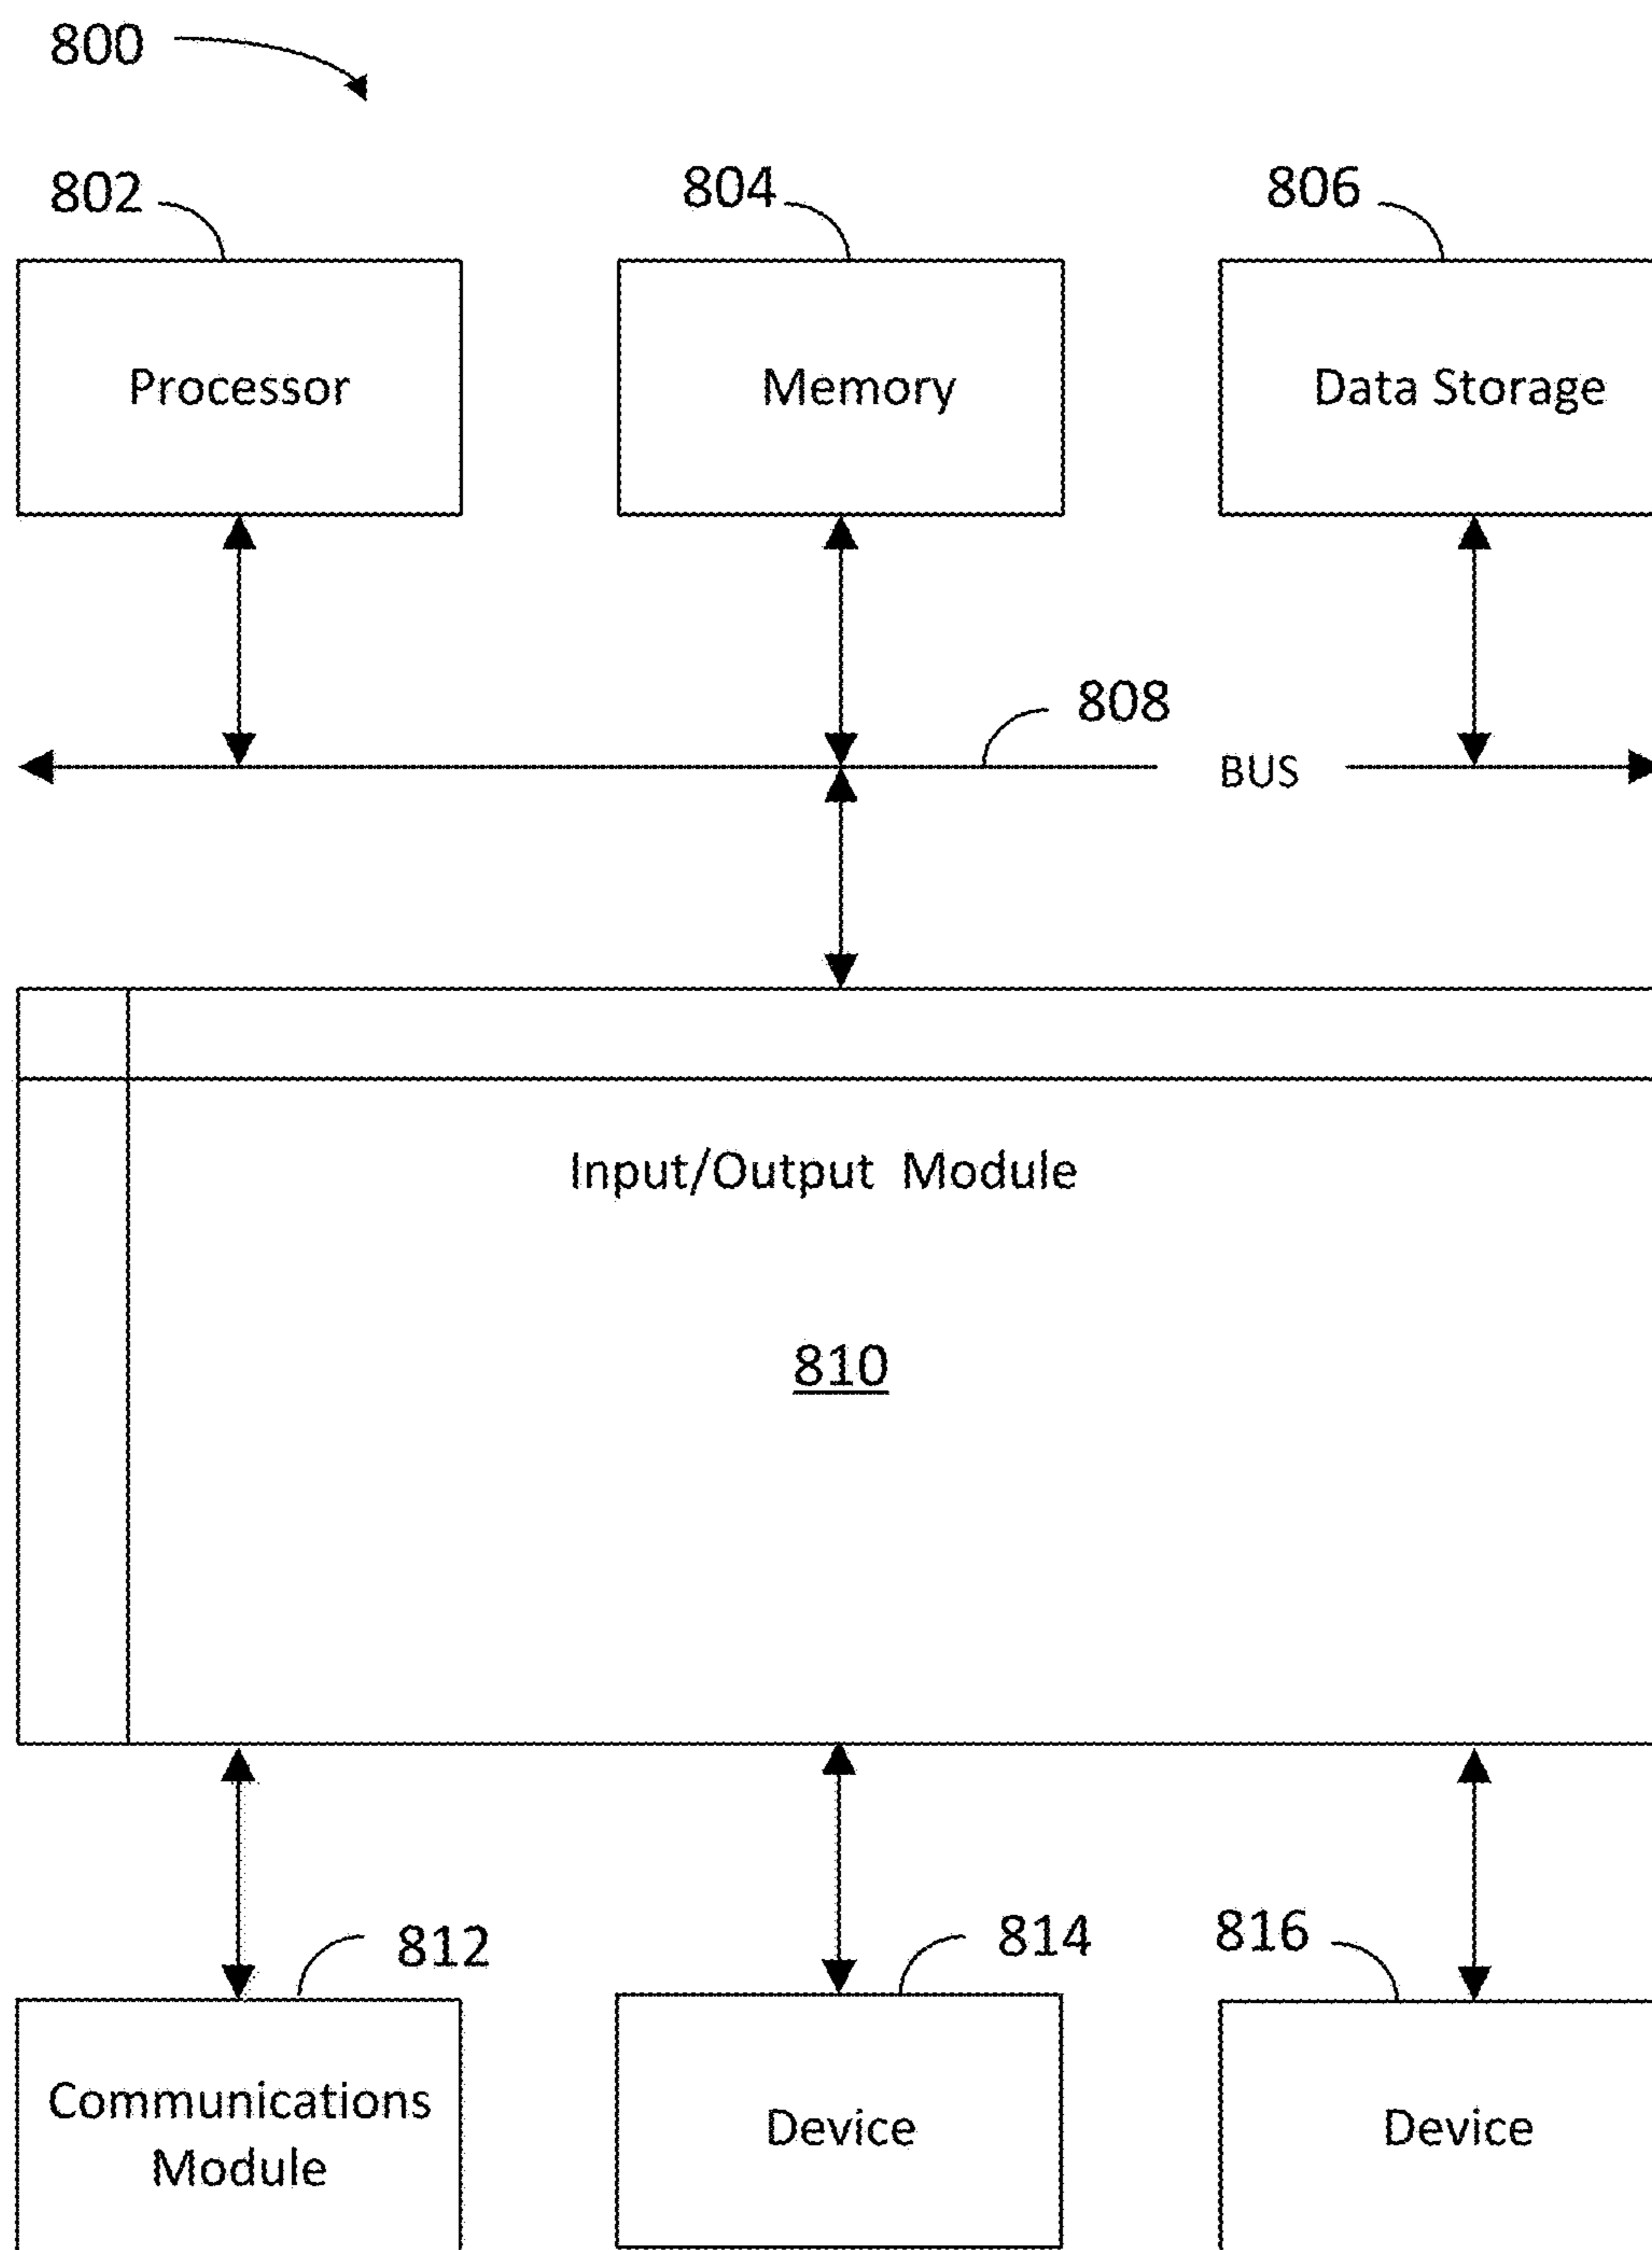 800
802
804
806
Processor
Memory
Data Storage
808
BUS
Input/Output Module
810
812
814
816
Communications
Module
Device
Device